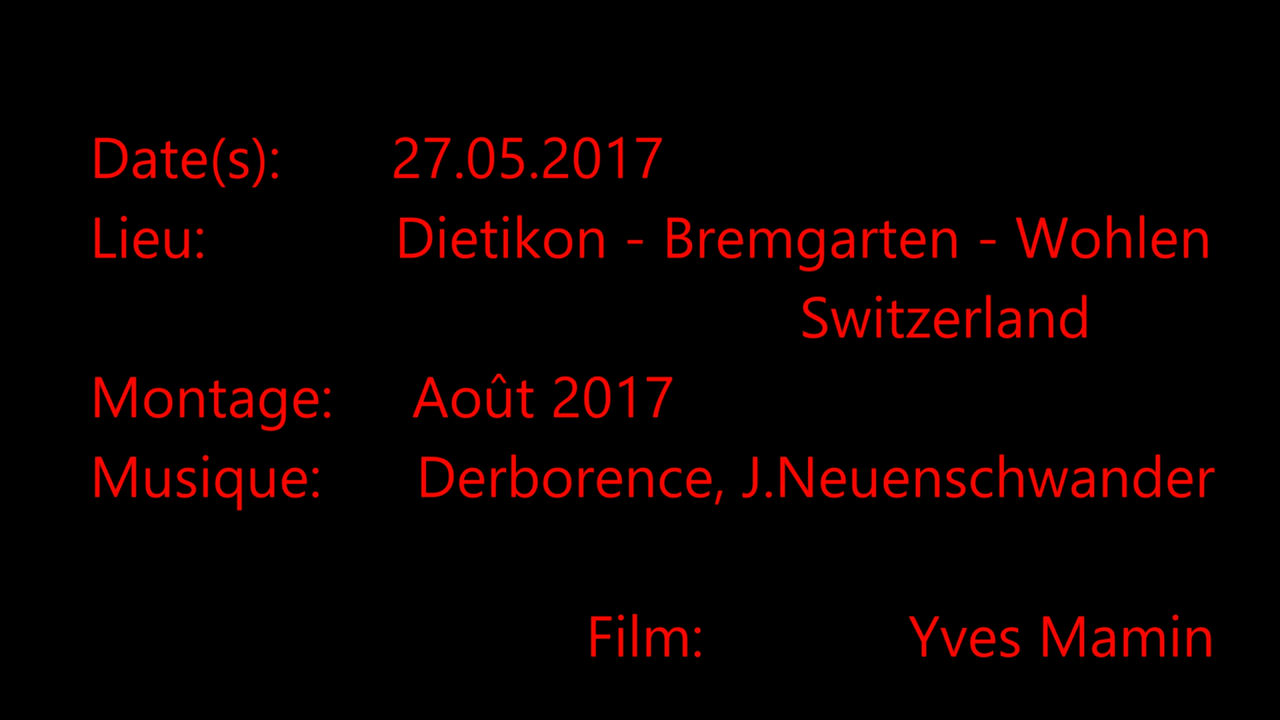 Date(s): 27.05.2017
Lieu: Dietikon - Bremgarten - Wohlen
Switzerland
Montage: Août 2017
Musique: Derborence, J.Neuenschwander
Film: Yves Mamin